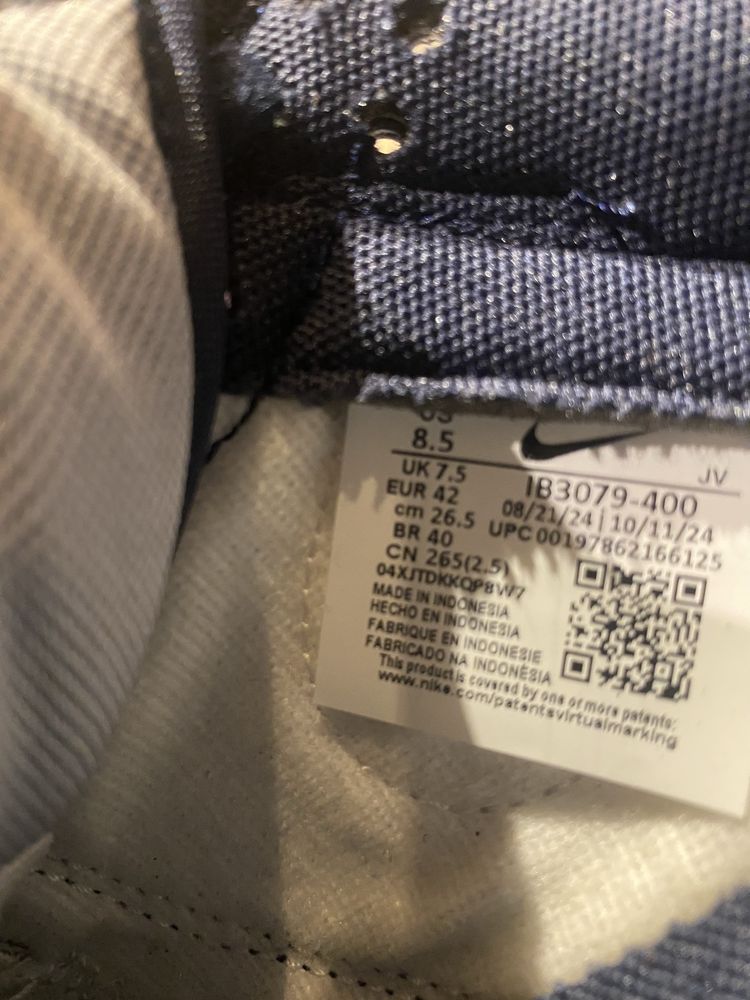 US
8.5
UK 7.5
EUR 42
cm 26.5
BR 40
CN 265(2.5)
04XJTDKKQP8W7
MADE IN INDONESIA
HECHO EN INDONESIA
FABRIQUE EN INDONESIE
FABRICADO NA INDONÉSIA
This product is covered by one or more patents:
www.nike.com/patentsvirtualmarking
JV
IB3079-400
08/21/24|10/11/24
UPC 00197862166125